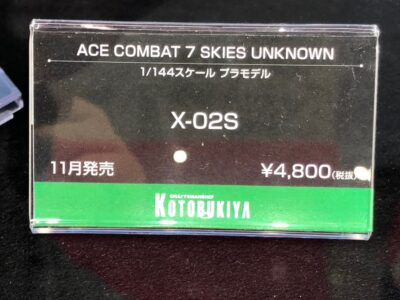 ACE COMBAT 7 SKIES UNKNOWN
1/144スケール プラモデル
X-02S
11月発売 ¥4,800(税抜)
CRAFTSMANSHIP
KOTOBUKIYA